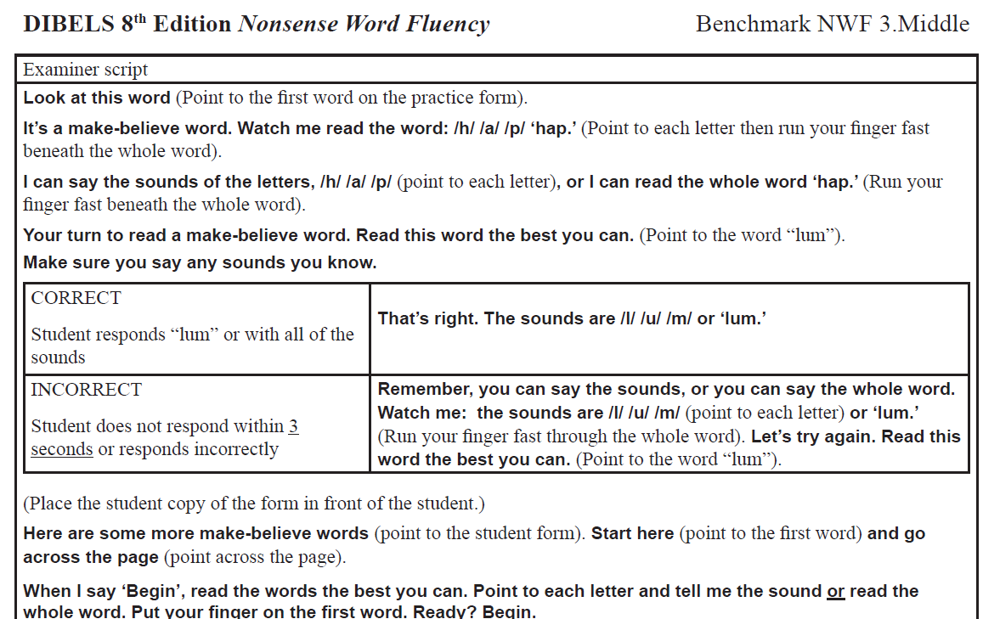 DIBELS 8th Edition Nonsense Word Fluency Benchmark NWF 3.Middle
Examiner script
Look at this word (Point to the first word on the practice form).
It’s a make-believe word. Watch me read the word: /h/ /a/ /p/ ‘hap.’ (Point to each letter then run your finger fast
beneath the whole word).
I can say the sounds of the letters, /h/ /a/ /p/ (point to each letter), or I can read the whole word ‘hap.’ (Run your
finger fast beneath the whole word).
Your turn to read a make-believe word. Read this word the best you can. (Point to the word “lum”).
Make sure you say any sounds you know.
CORRECT
Student responds “lum” or with all of the
sounds
That’s right. The sounds are /l/ /u/ /m/ or ‘lum.’
INCORRECT
Student does not respond within 3
seconds or responds incorrectly
Remember, you can say the sounds, or you can say the whole word.
Watch me: the sounds are /l/ /u/ /m/ (point to each letter) or ‘lum.’
(Run your finger fast through the whole word). Let’s try again. Read this
word the best you can. (Point to the word “lum”).
(Place the student copy of the form in front of the student.)
Here are some more make-believe words (point to the student form). Start here (point to the first word) and go
across the page (point across the page).
When I say ‘Begin’, read the words the best you can. Point to each letter and tell me the sound or read the
whole word. Put your finger on the first word. Ready? Begin.